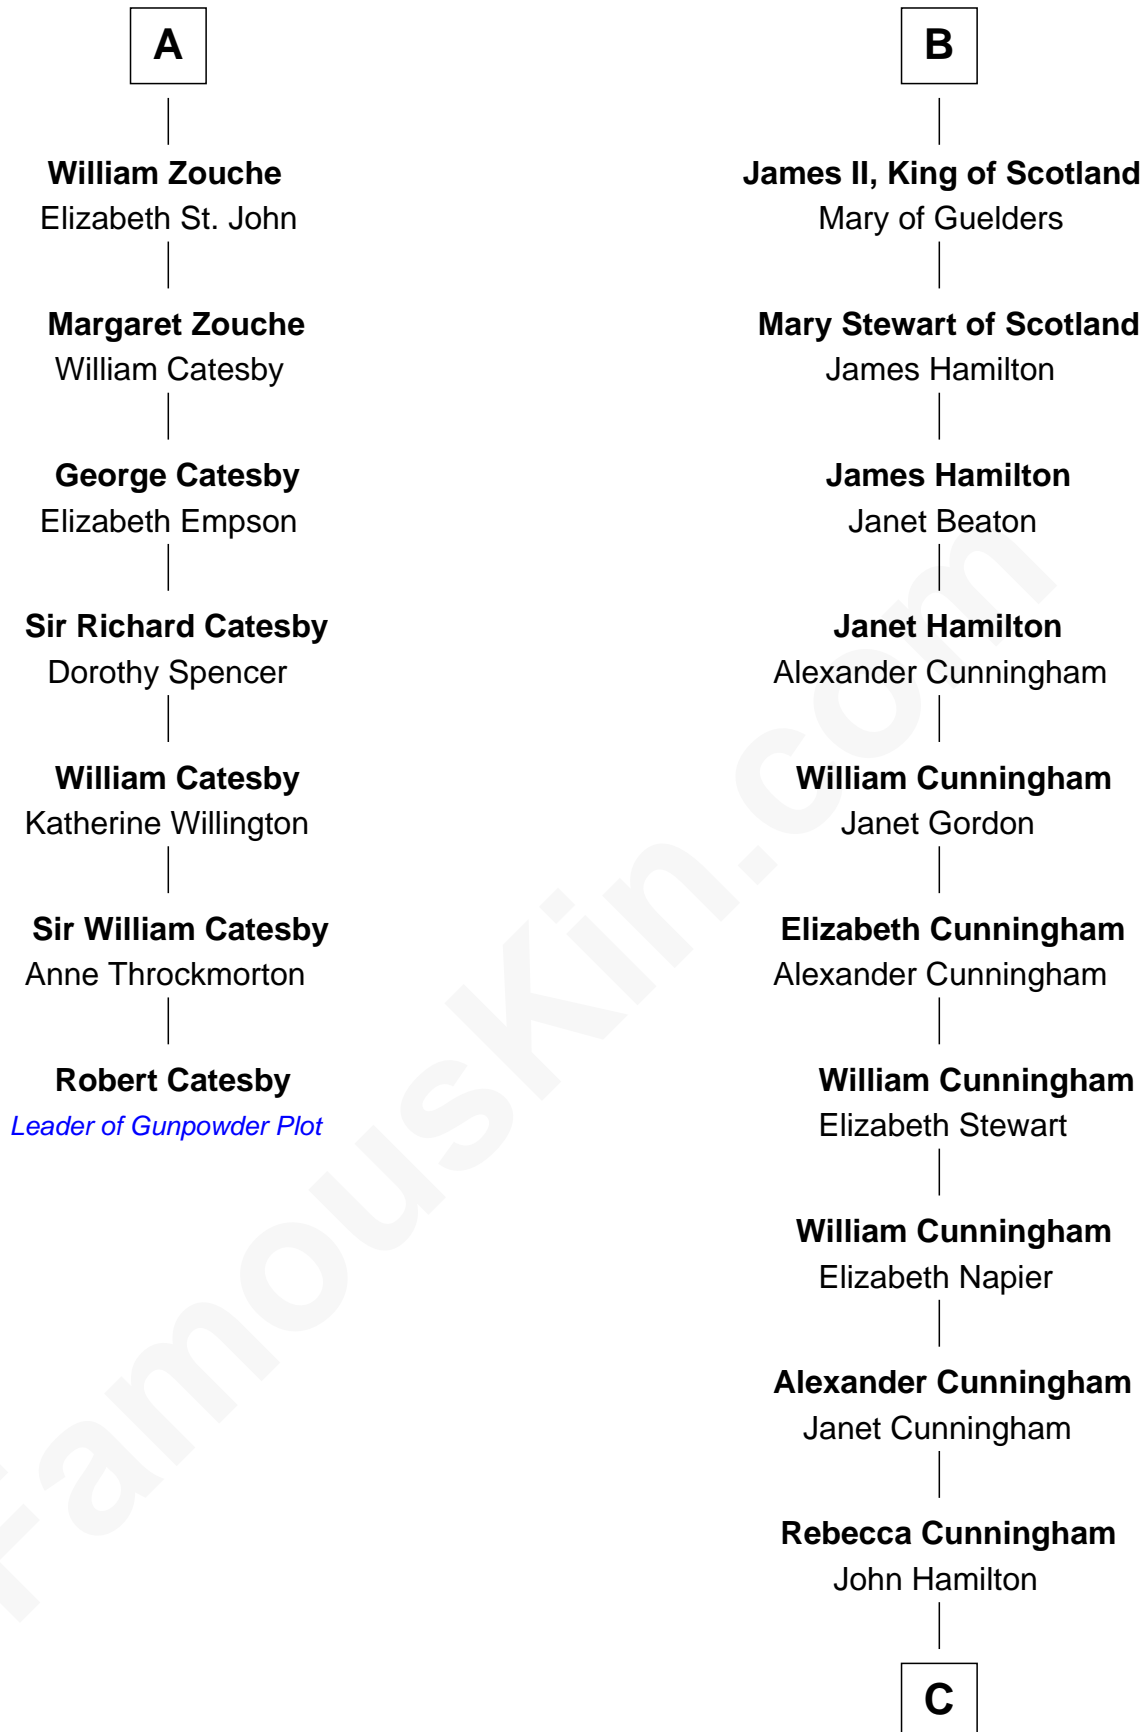 A
William Zouche
Elizabeth St. John
Margaret Zouche
William Catesby
George Catesby
Elizabeth Empson
Sir Richard Catesby
Dorothy Spencer
William Catesby
Katherine Willington
Sir William Catesby
Anne Throckmorton
Robert Catesby
Leader of Gunpowder Plot
B
James II, King of Scotland
Mary of Guelders
Mary Stewart of Scotland
James Hamilton
James Hamilton
Janet Beaton
Janet Hamilton
Alexander Cunningham
William Cunningham
Janet Gordon
Elizabeth Cunningham
Alexander Cunningham
William Cunningham
Elizabeth Stewart
William Cunningham
Elizabeth Napier
Alexander Cunningham
Janet Cunningham
Rebecca Cunningham
John Hamilton
C
FamousKin.com